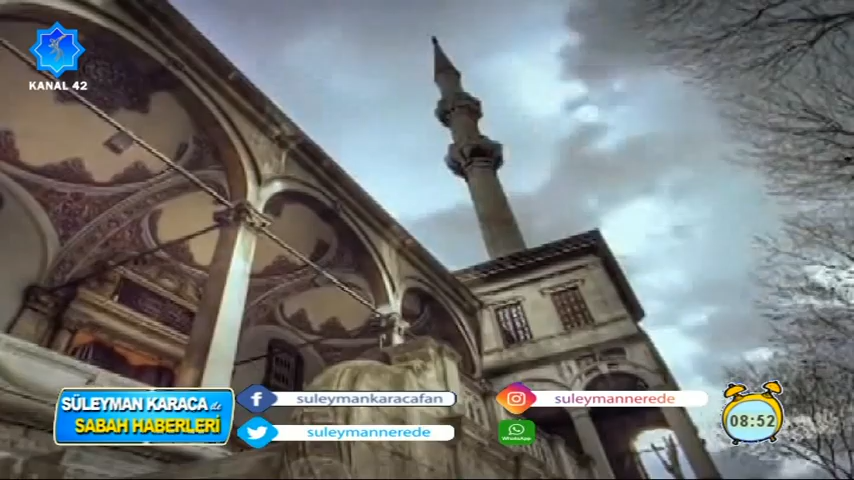 KANAL 42
SÜLEYMAN KARACA ile
SABAH HABERLERİ
suleymankaracafan
suleymannerede
suleymannerede
WhatsApp
08:52